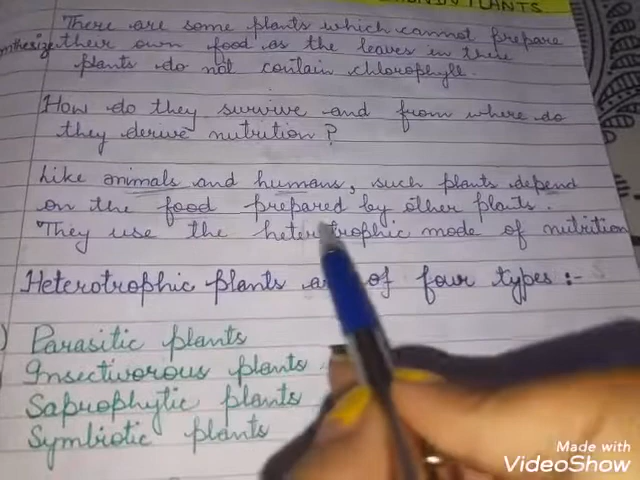 IN PLANTS
There are some plants which cannot prepare
their own food as the leaves in these
plants do not contain chlorophyll.
How do they survive and from where do
they derive nutrition?
Like animals and humans, such plants depend
on the food prepared by other plants.
They use the heterotrophic mode of nutrition
Heterotrophic plants of four types :-
Parasitic plants
Insectivorous plants
Saprophytic plants
Symbiotic plants
Made with
VideoShow